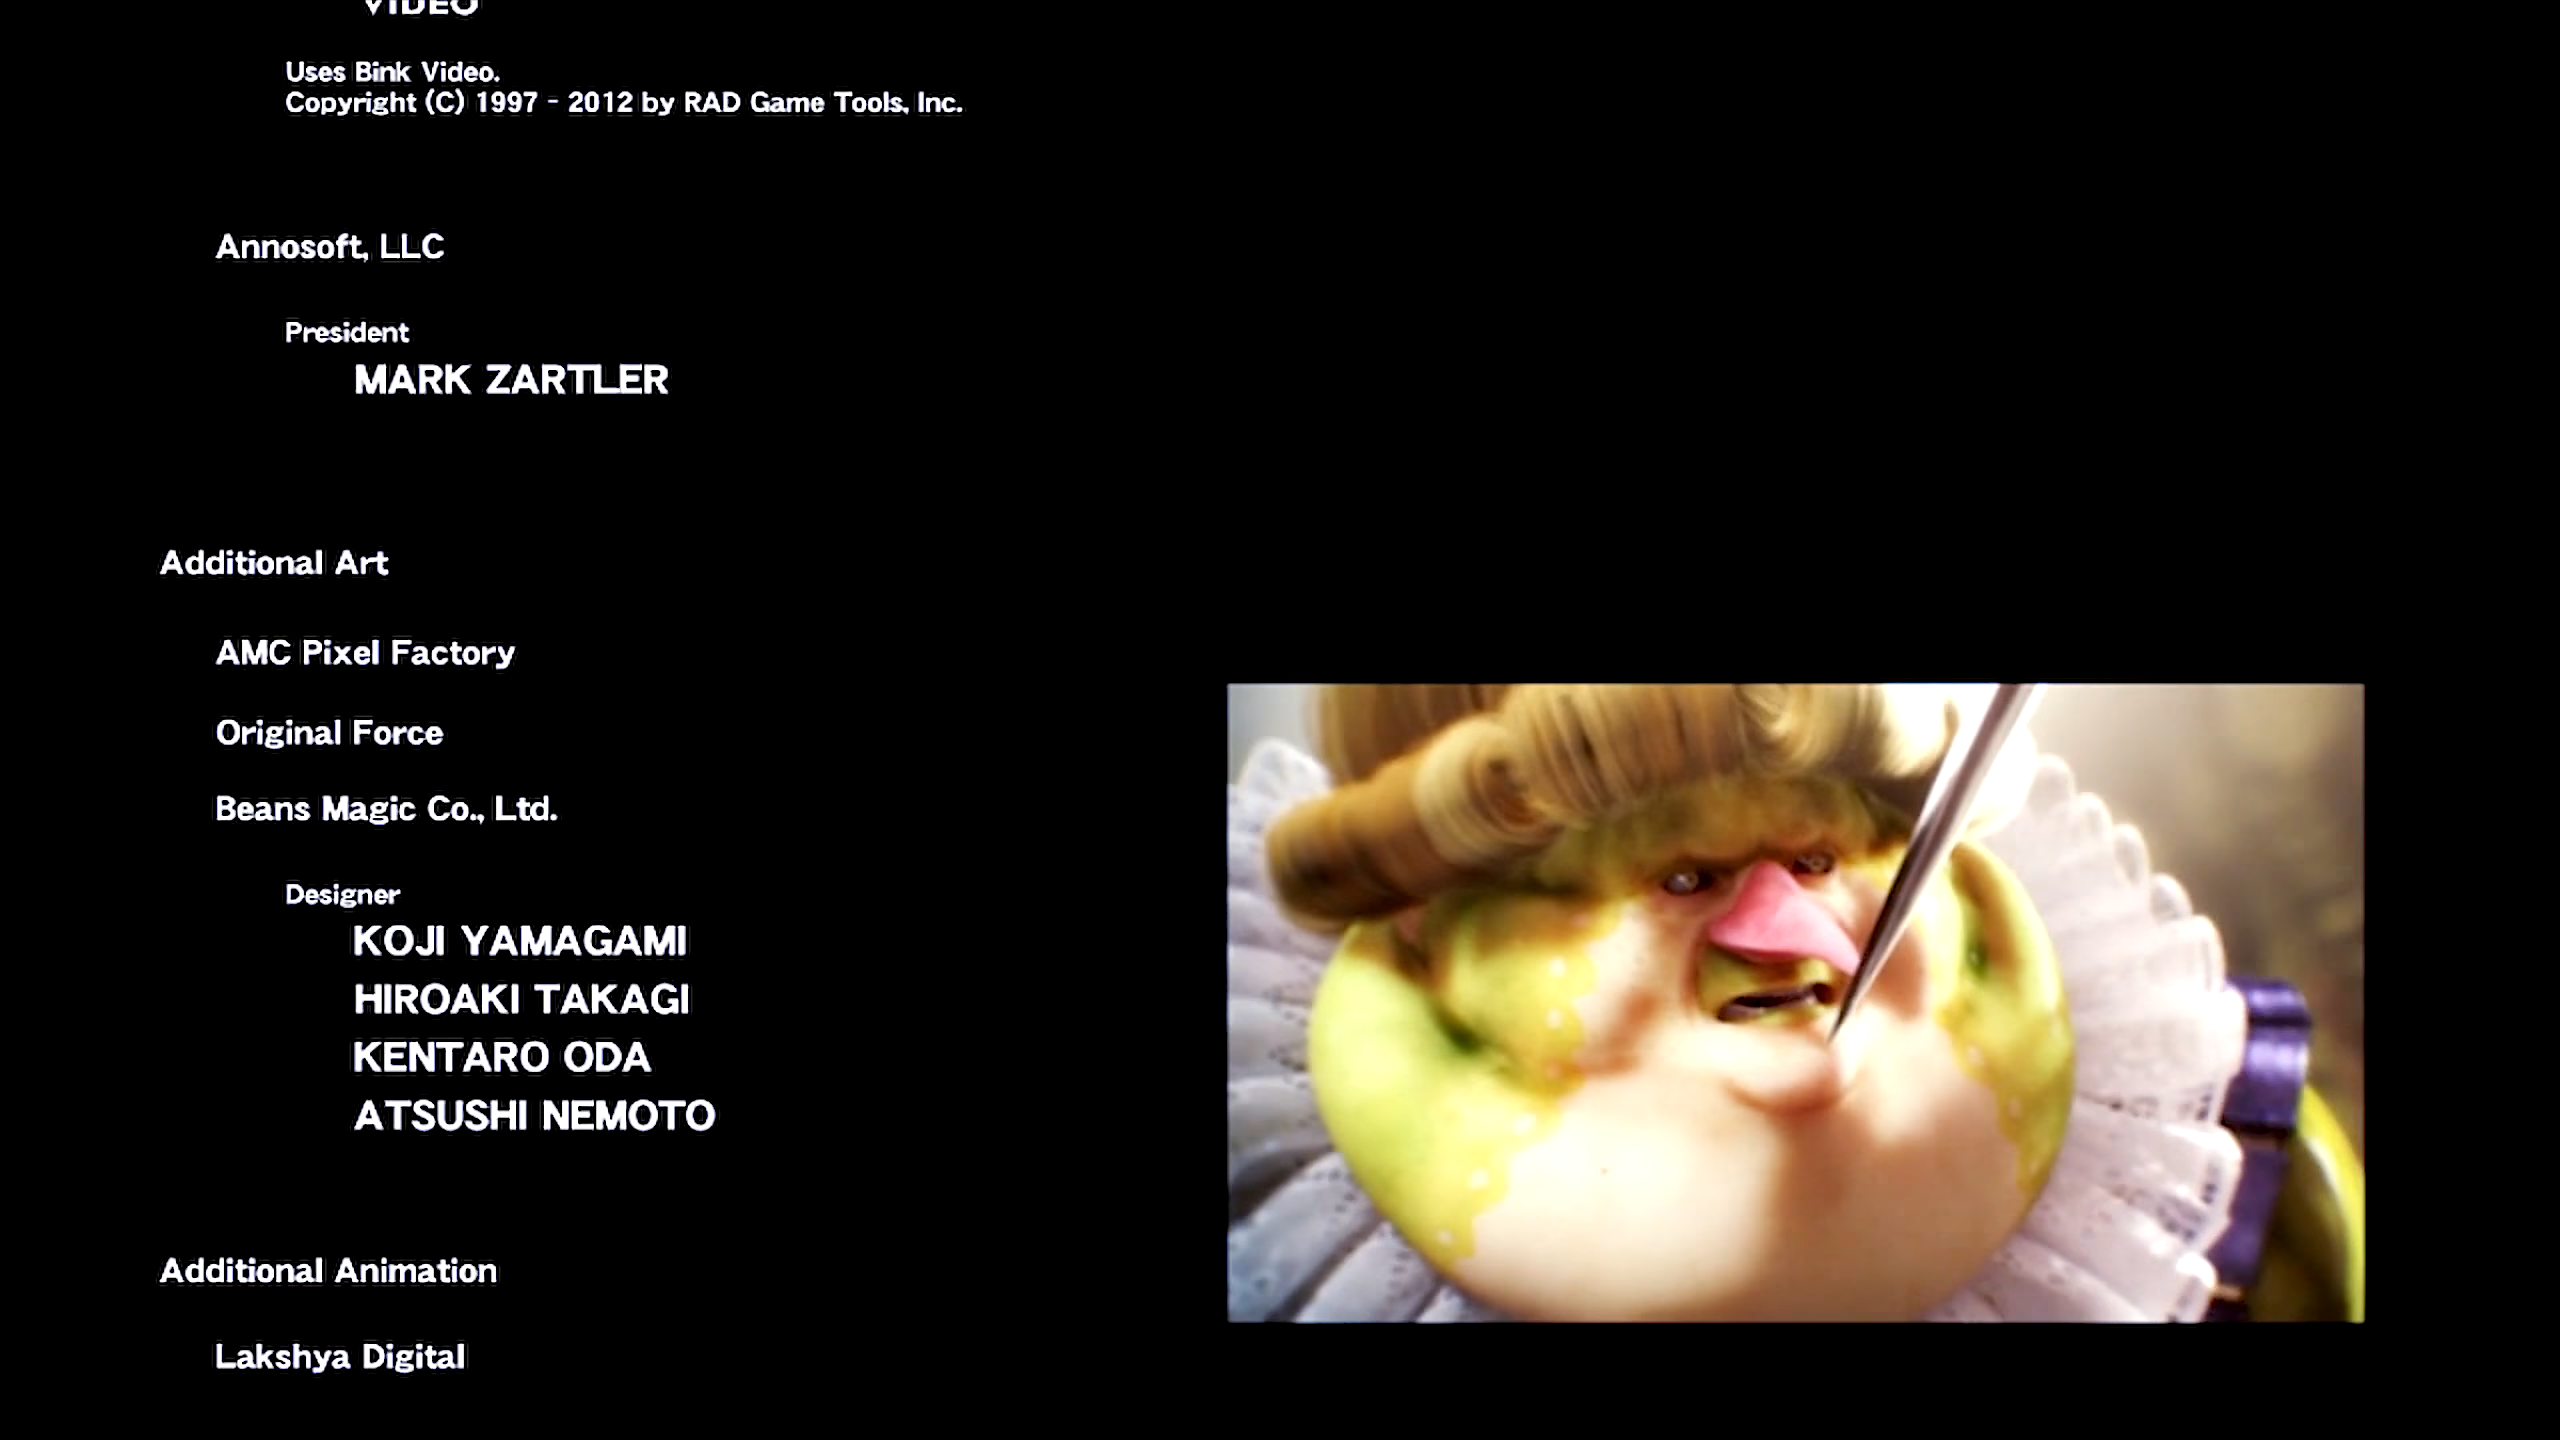 VIDEO
Uses Bink Video.
Copyright (C) 1997 - 2012 by RAD Game Tools, Inc.
Annosoft, LLC
President
MARK ZARTLER
Additional Art
AMC Pixel Factory
Original Force
Beans Magic Co., Ltd.
Designer
KOJI YAMAGAMI
HIROAKI TAKAGI
KENTARO ODA
ATSUSHI NEMOTO
Additional Animation
Lakshya Digital